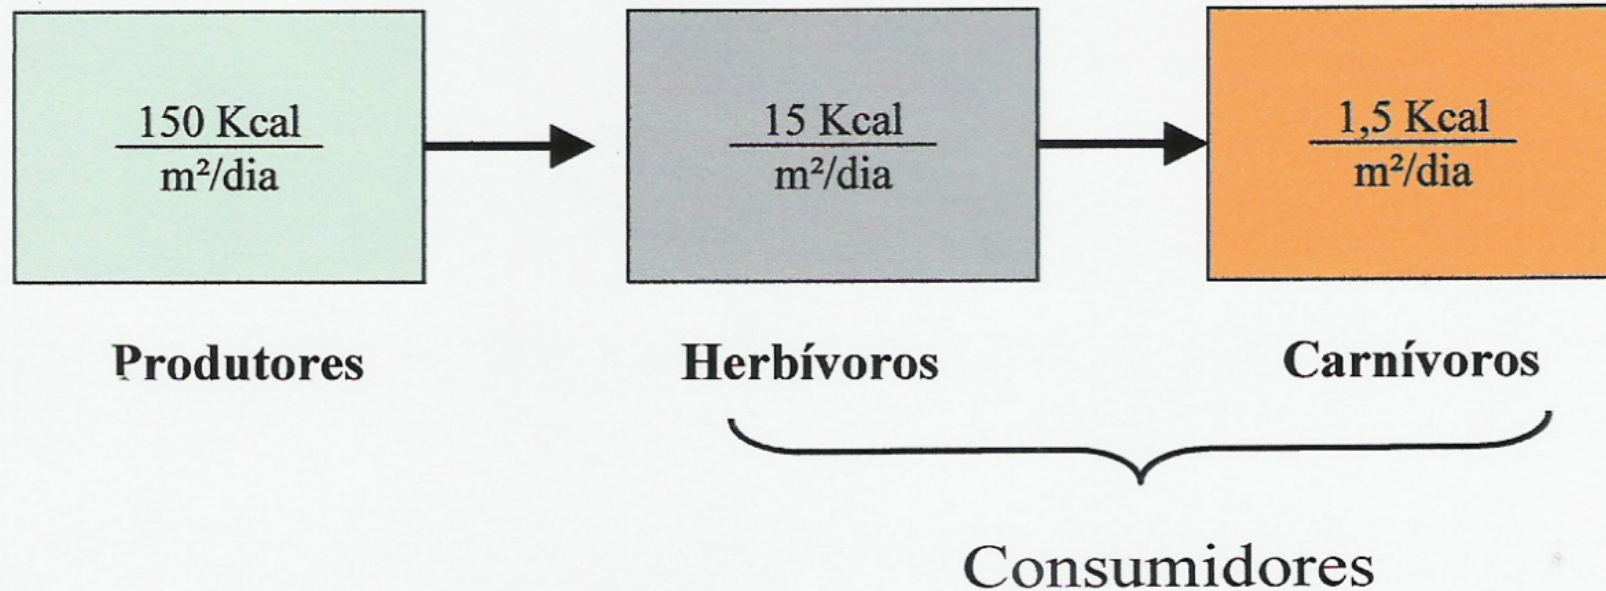 150 Kcal
m²/dia
15 Kcal
m²/dia
1,5 Kcal
m²/dia
Produtores
Herbívoros
Carnívoros
Consumidores